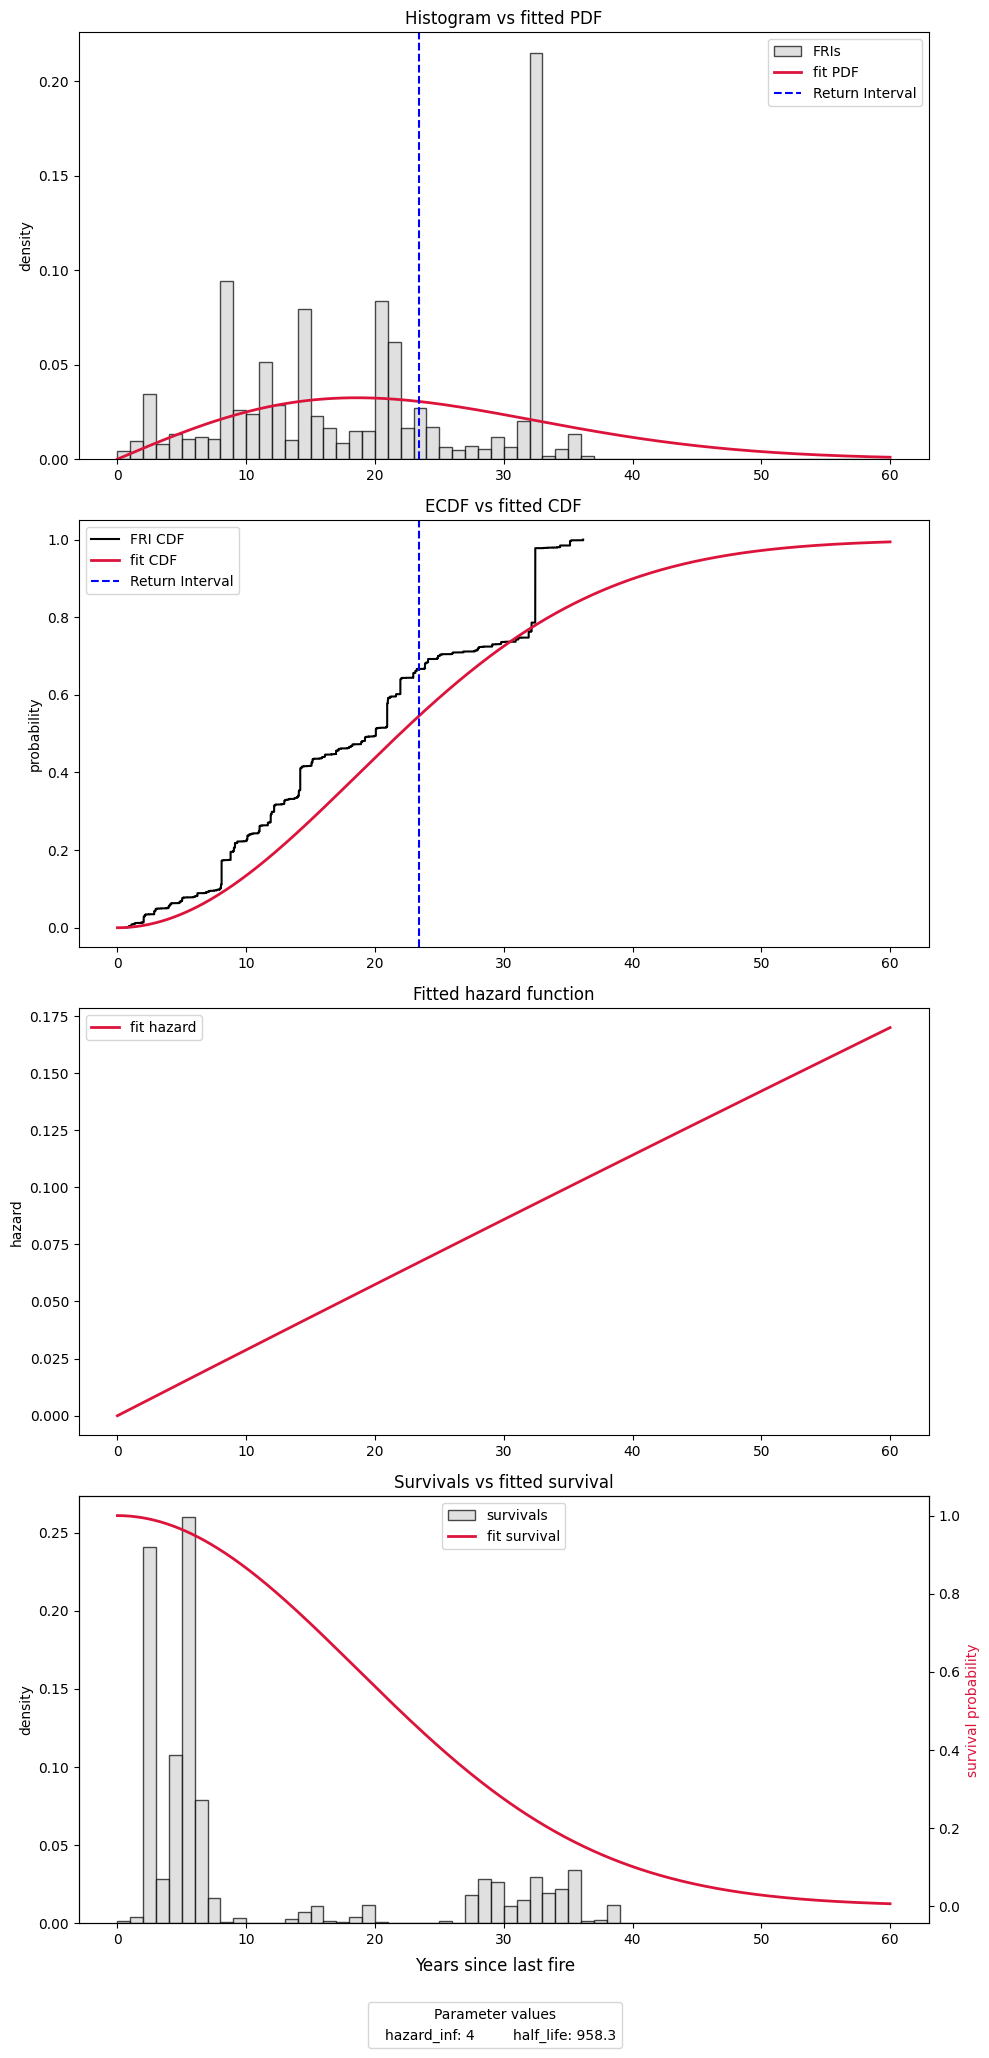 Histogram vs fitted PDF
FRIs
fit PDF
Return Interval
density
0.20
0.15
0.10
0.05
0.00
0 10 20 30 40 50 60
ECDF vs fitted CDF
FRI CDF
fit CDF
Return Interval
probability
1.0
0.8
0.6
0.4
0.2
0.0
0 10 20 30 40 50 60
Fitted hazard function
fit hazard
hazard
0.175
0.150
0.125
0.100
0.075
0.050
0.025
0.000
0 10 20 30 40 50 60
Survivals vs fitted survival
survivals
fit survival
density
0.25
0.20
0.15
0.10
0.05
0.00
1.0
0.8
0.6
0.4
0.2
0.0
survival probability
0 10 20 30 40 50 60
Years since last fire
Parameter values
hazard_inf: 4 half_life: 958.3